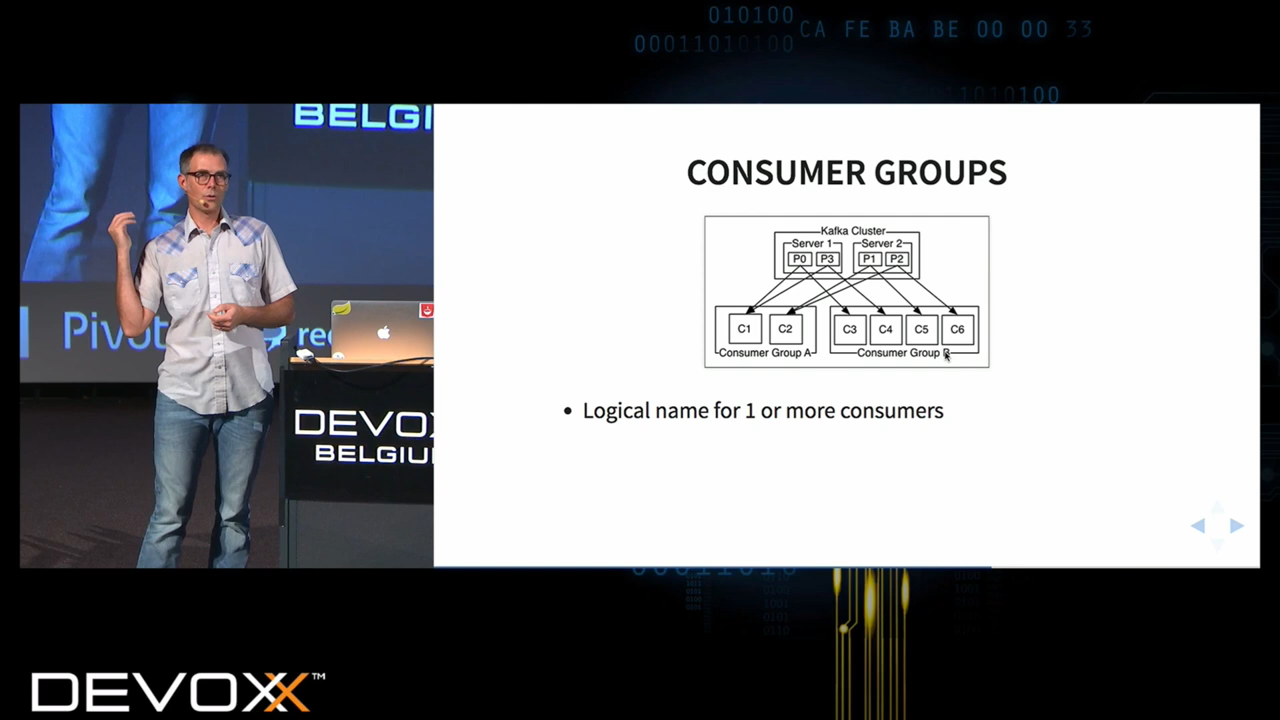 010100
00011010100
CA FE BA BE 00 00 33
1010100
BELGI
CONSUMER GROUPS
Kafka Cluster
Server 1
Server 2
P0
P3
P1
P2
C1
C2
C3
C4
C5
C6
Consumer Group A
Consumer Group
Logical name for 1 or more consumers
Pivot
DEVOX
BELGIU
DEVOXX™